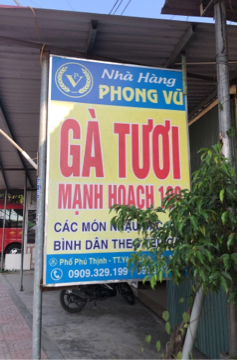 Nhà Hàng
PHONG VŨ
GÀ TƯƠI
MẠNH HOẠCH
CÁC MÓN
BÌNH DÂN THEO
Phố Phú Thịnh - TT.
0909.329.199